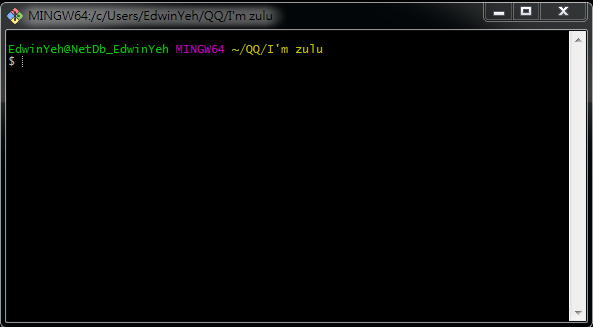 MINGW64:/c/Users/EdwinYeh/QQ/I'm zulu
EdwinYeh@NetDb_EdwinYeh MINGW64 ~/QQ/I'm zulu
$